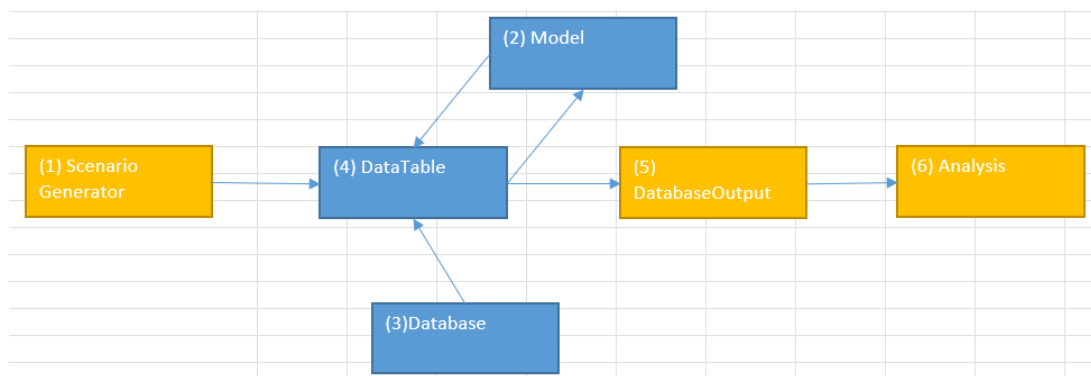 (2) Model
(1) Scenario
Generator
(4) DataTable
(5)
DatabaseOutput
(6) Analysis
(3)Database